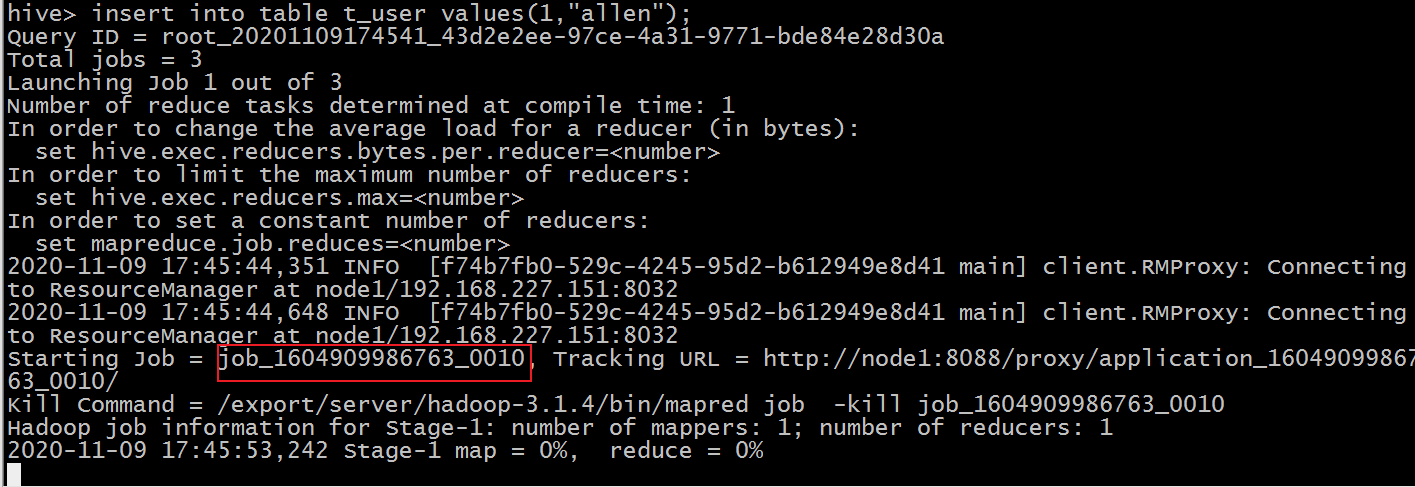 hive> insert into table t_user values(1,"allen");
Query ID = root_20201109174541_43d2e2ee-97ce-4a31-9771-bde84e28d30a
Total jobs = 3
Launching Job 1 out of 3
Number of reduce tasks determined at compile time: 1
In order to change the average load for a reducer (in bytes):
  set hive.exec.reducers.bytes.per.reducer=<number>
In order to limit the maximum number of reducers:
  set hive.exec.reducers.max=<number>
In order to set a constant number of reducers:
  set mapreduce.job.reduces=<number>
2020-11-09 17:45:44,351 INFO  [f74b7fb0-529c-4245-95d2-b612949e8d41 main] client.RMProxy: Connecting
to ResourceManager at node1/192.168.227.151:8032
2020-11-09 17:45:44,648 INFO  [f74b7fb0-529c-4245-95d2-b612949e8d41 main] client.RMProxy: Connecting
to ResourceManager at node1/192.168.227.151:8032
Starting Job = job_1604909986763_0010, Tracking URL = http://node1:8088/proxy/application_16049099867
63_0010/
Kill Command = /export/server/hadoop-3.1.4/bin/mapred job  -kill job_1604909986763_0010
Hadoop job information for Stage-1: number of mappers: 1; number of reducers: 1
2020-11-09 17:45:53,242 Stage-1 map = 0%,  reduce = 0%